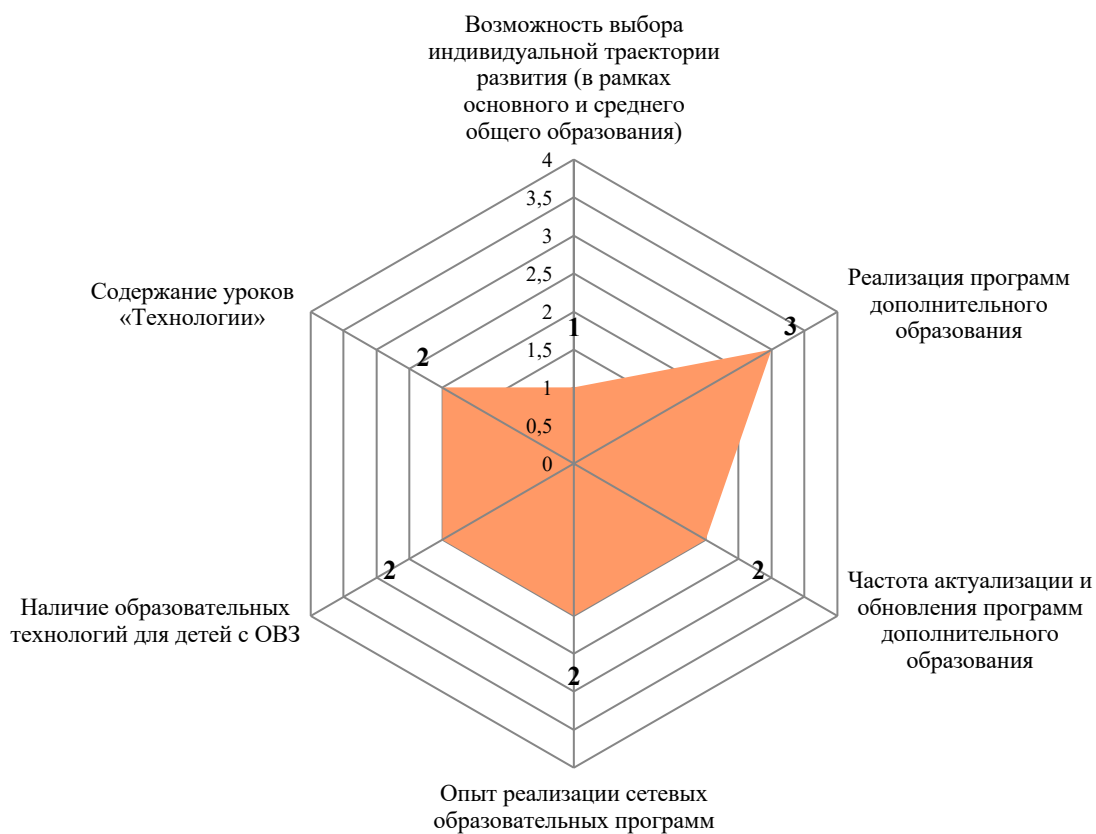 Возможность выбора
индивидуальной траектории
развития (в рамках
основного и среднего
общего образования)
4
3,5
3
2,5
2
1,5
1
0,5
0
1
Реализация программ
дополнительного
образования
3
Частота актуализации и
обновления программ
дополнительного
образования
2
Опыт реализации сетевых
образовательных программ
2
Наличие образовательных
технологий для детей с ОВЗ
2
Содержание уроков
«Технологии»
2